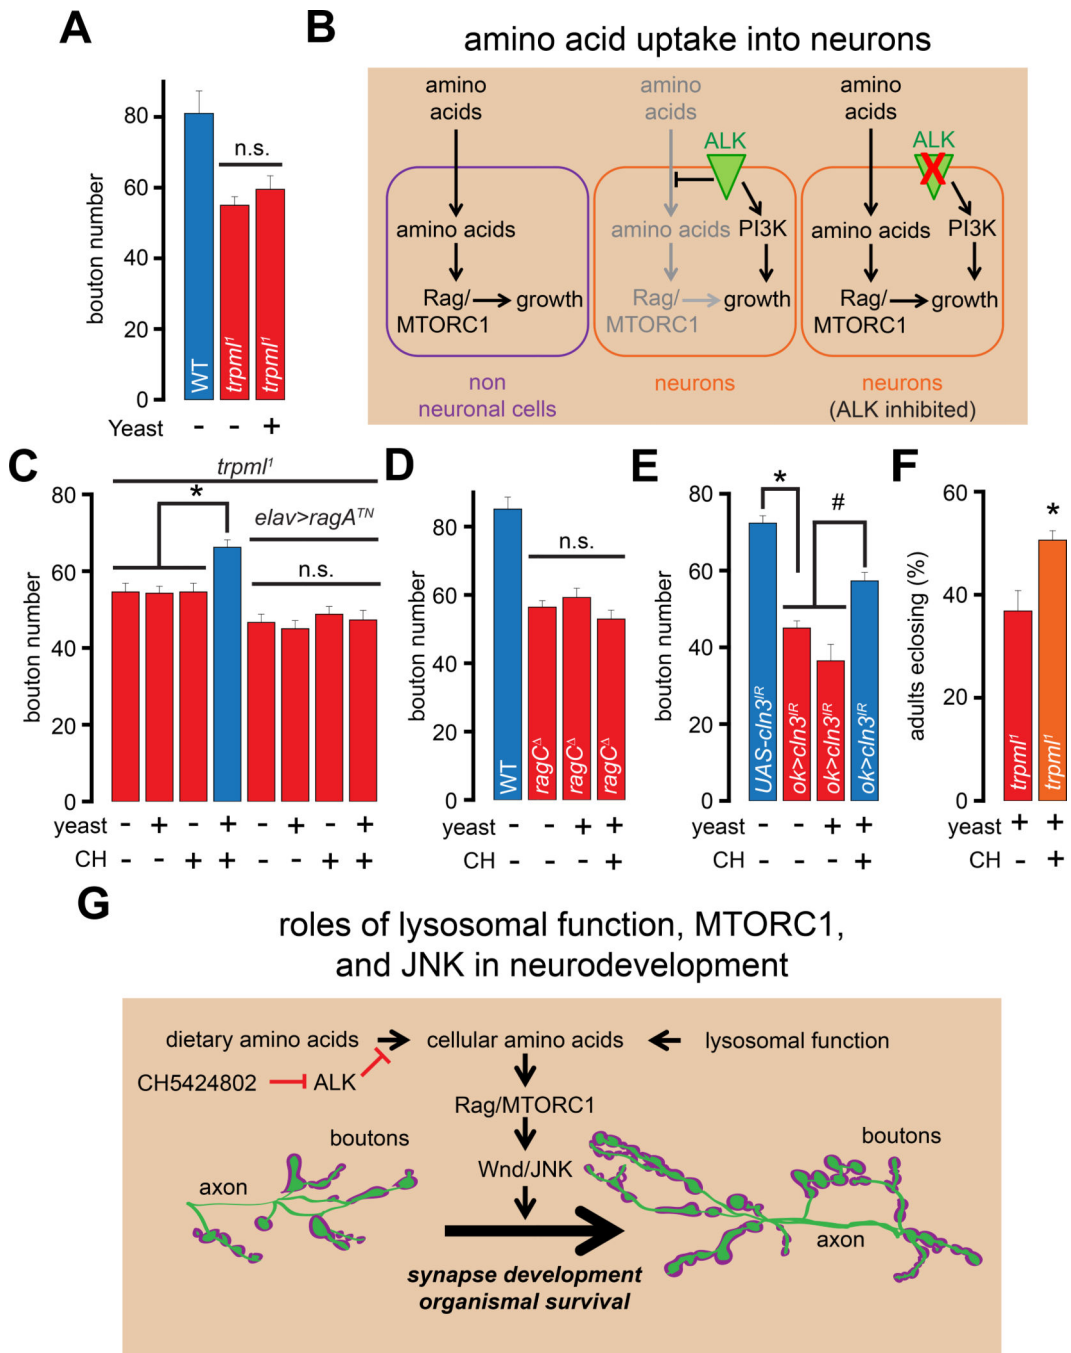 A
bouton number
80
60
40
20
0
n.s.
WT
trpml¹
trpml¹
Yeast - - +
B
amino acid uptake into neurons
amino
acids
amino acids
Rag/
MTORC1
growth
non
neuronal cells
amino
acids
ALK
amino acids
PI3K
Rag/
MTORC1
growth
neurons
amino
acids
ALK
X
amino acids
PI3K
Rag/
MTORC1
growth
neurons
(ALK inhibited)
C
trpml¹
*
elav>ragAᵀᴺ
n.s.
bouton number
80
60
40
20
0
yeast - + - + - + - +
CH - - + + - - + +
D
bouton number
80
60
40
20
0
n.s.
WT
ragCᐃ
ragCᐃ
ragCᐃ
yeast - - + +
CH - - - +
E
bouton number
80
60
40
20
0
*
#
UAS-cln3ᴵᴿ
ok>cln3ᴵᴿ
ok>cln3ᴵᴿ
ok>cln3ᴵᴿ
yeast - - + +
CH - - - +
F
adults eclosing (%)
60
40
20
0
*
trpml¹
trpml¹
yeast + +
CH - +
G
roles of lysosomal function, MTORC1,
and JNK in neurodevelopment
dietary amino acids
cellular amino acids
lysosomal function
CH5424802
ALK
Rag/MTORC1
boutons
axon
Wnd/JNK
boutons
axon
synapse development
organismal survival